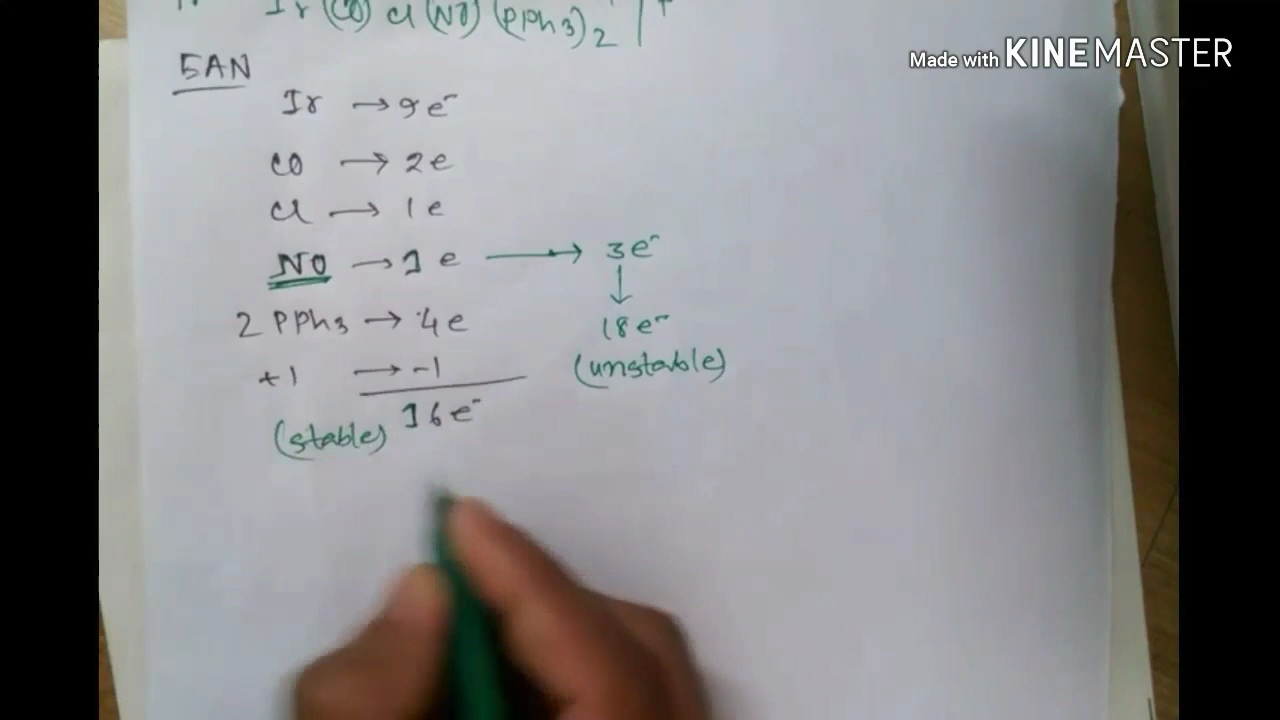 Ir (CO) Cl (NO) (PPh3)2]+
Made with KINEMASTER
EAN
Ir → 9e-
CO → 2e
Cl → 1e
NO → 1e → 3e-
↓
2 PPh3 → 4e 18e-
+1 → -1 (unstable)
16e-
(stable)